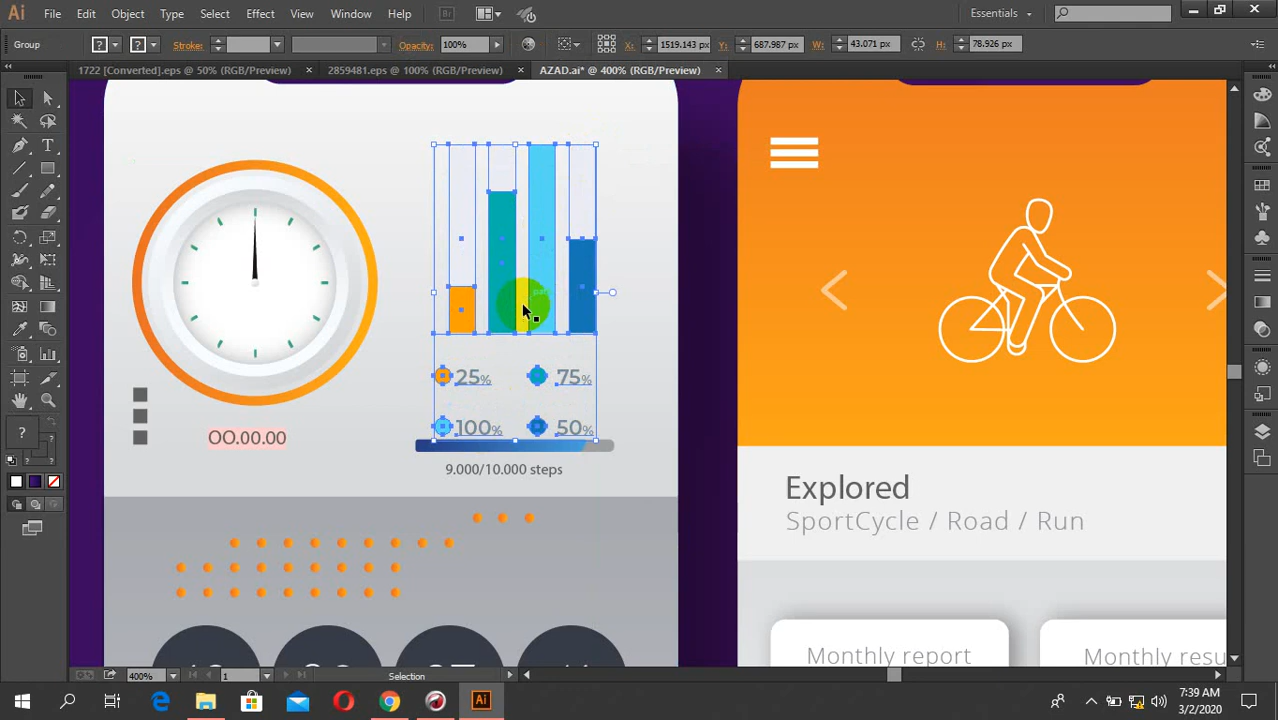 Ai File Edit Object Type Select Effect View Window Help Br Essentials
Group ? ? Stroke: Opacity: 100% X: 1519.143 px Y: 687.987 px W: 43.071 px H: 78.926 px
1722 [Converted].eps @ 50% (RGB/Preview) × 2859481.eps @ 100% (RGB/Preview) × AZAD.ai* @ 400% (RGB/Preview) ×
25% 75%
100% 50%
OO.00.00
9.000/10.000 steps
Explored
SportCycle / Road / Run
Monthly report
Monthly resu
?
400% 1 Selection
Ai
7:39 AM
3/2/2020